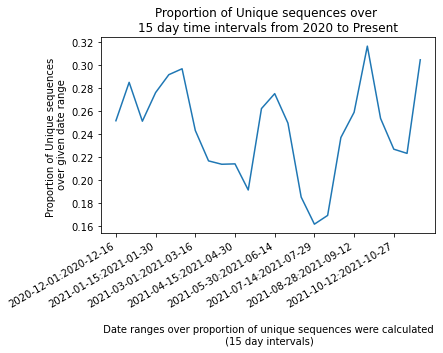 Proportion of Unique sequences over
15 day time intervals from 2020 to Present
Proportion of Unique sequences
over given date range
0.32
0.30
0.28
0.26
0.24
0.22
0.20
0.18
0.16
2020-12-01:2020-12-16
2021-01-15:2021-01-30
2021-03-01:2021-03-16
2021-04-15:2021-04-30
2021-05-30:2021-06-14
2021-07-14:2021-07-29
2021-08-28:2021-09-12
2021-10-12:2021-10-27
Date ranges over proportion of unique sequences were calculated
(15 day intervals)